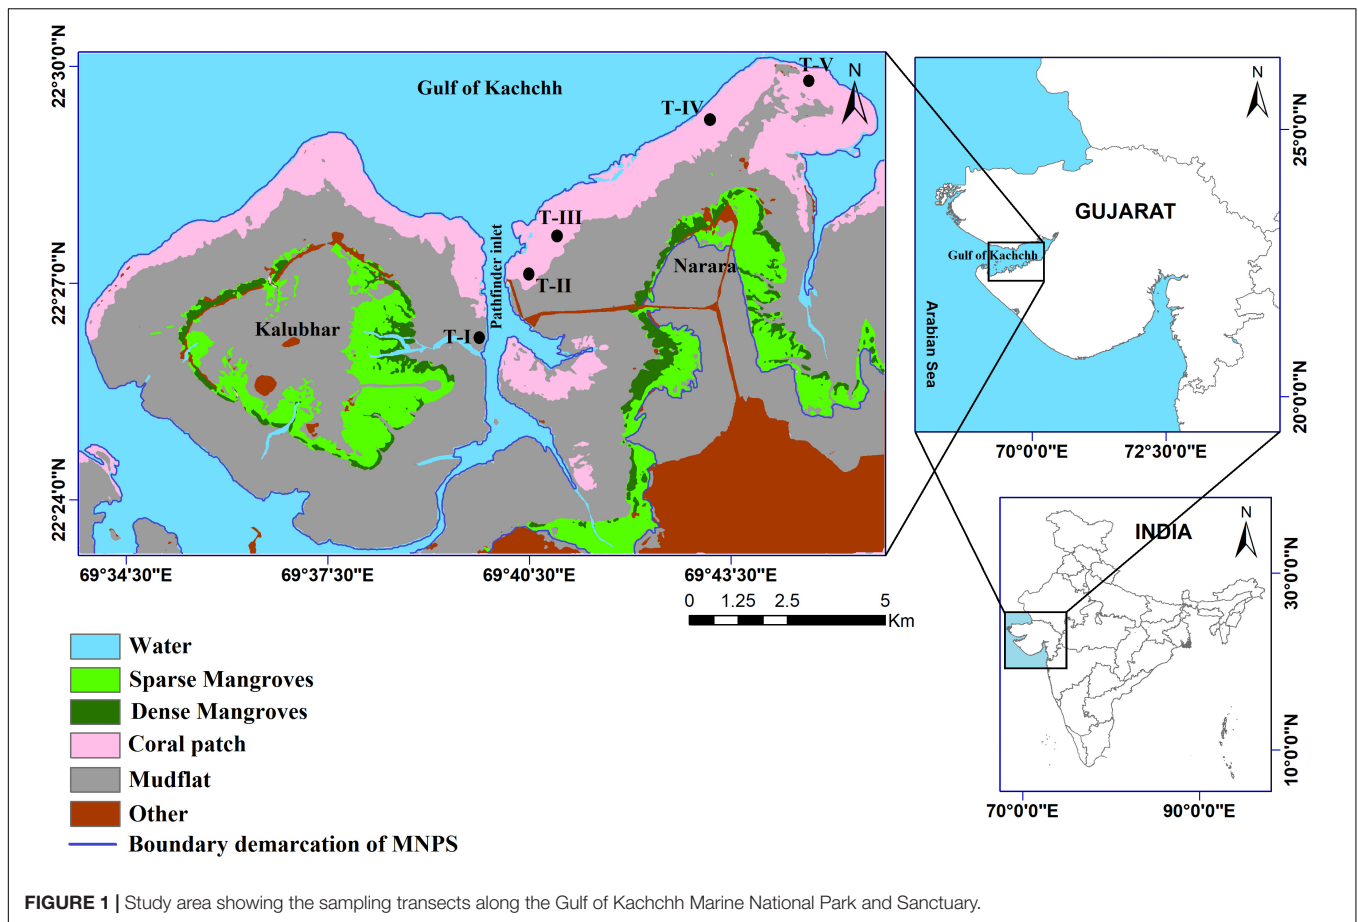 22°30'0"N
22°27'0"N
22°24'0"N
Gulf of Kachchh
T-V
N
T-IV
T-III
T-II
Pathfinder inlet
Narara
Kalubhar
T-I
69°34'30"E
69°37'30"E
69°40'30"E
69°43'30"E
0 1.25 2.5 5
Km
N
25°0'0"N
GUJARAT
Gulf of Kachchh
Arabian Sea
20°0'0"N
70°0'0"E
72°30'0"E
INDIA
N
30°0'0"N
10°0'0"N
70°0'0"E
90°0'0"E
Water
Sparse Mangroves
Dense Mangroves
Coral patch
Mudflat
Other
Boundary demarcation of MNPS
FIGURE 1 | Study area showing the sampling transects along the Gulf of Kachchh Marine National Park and Sanctuary.